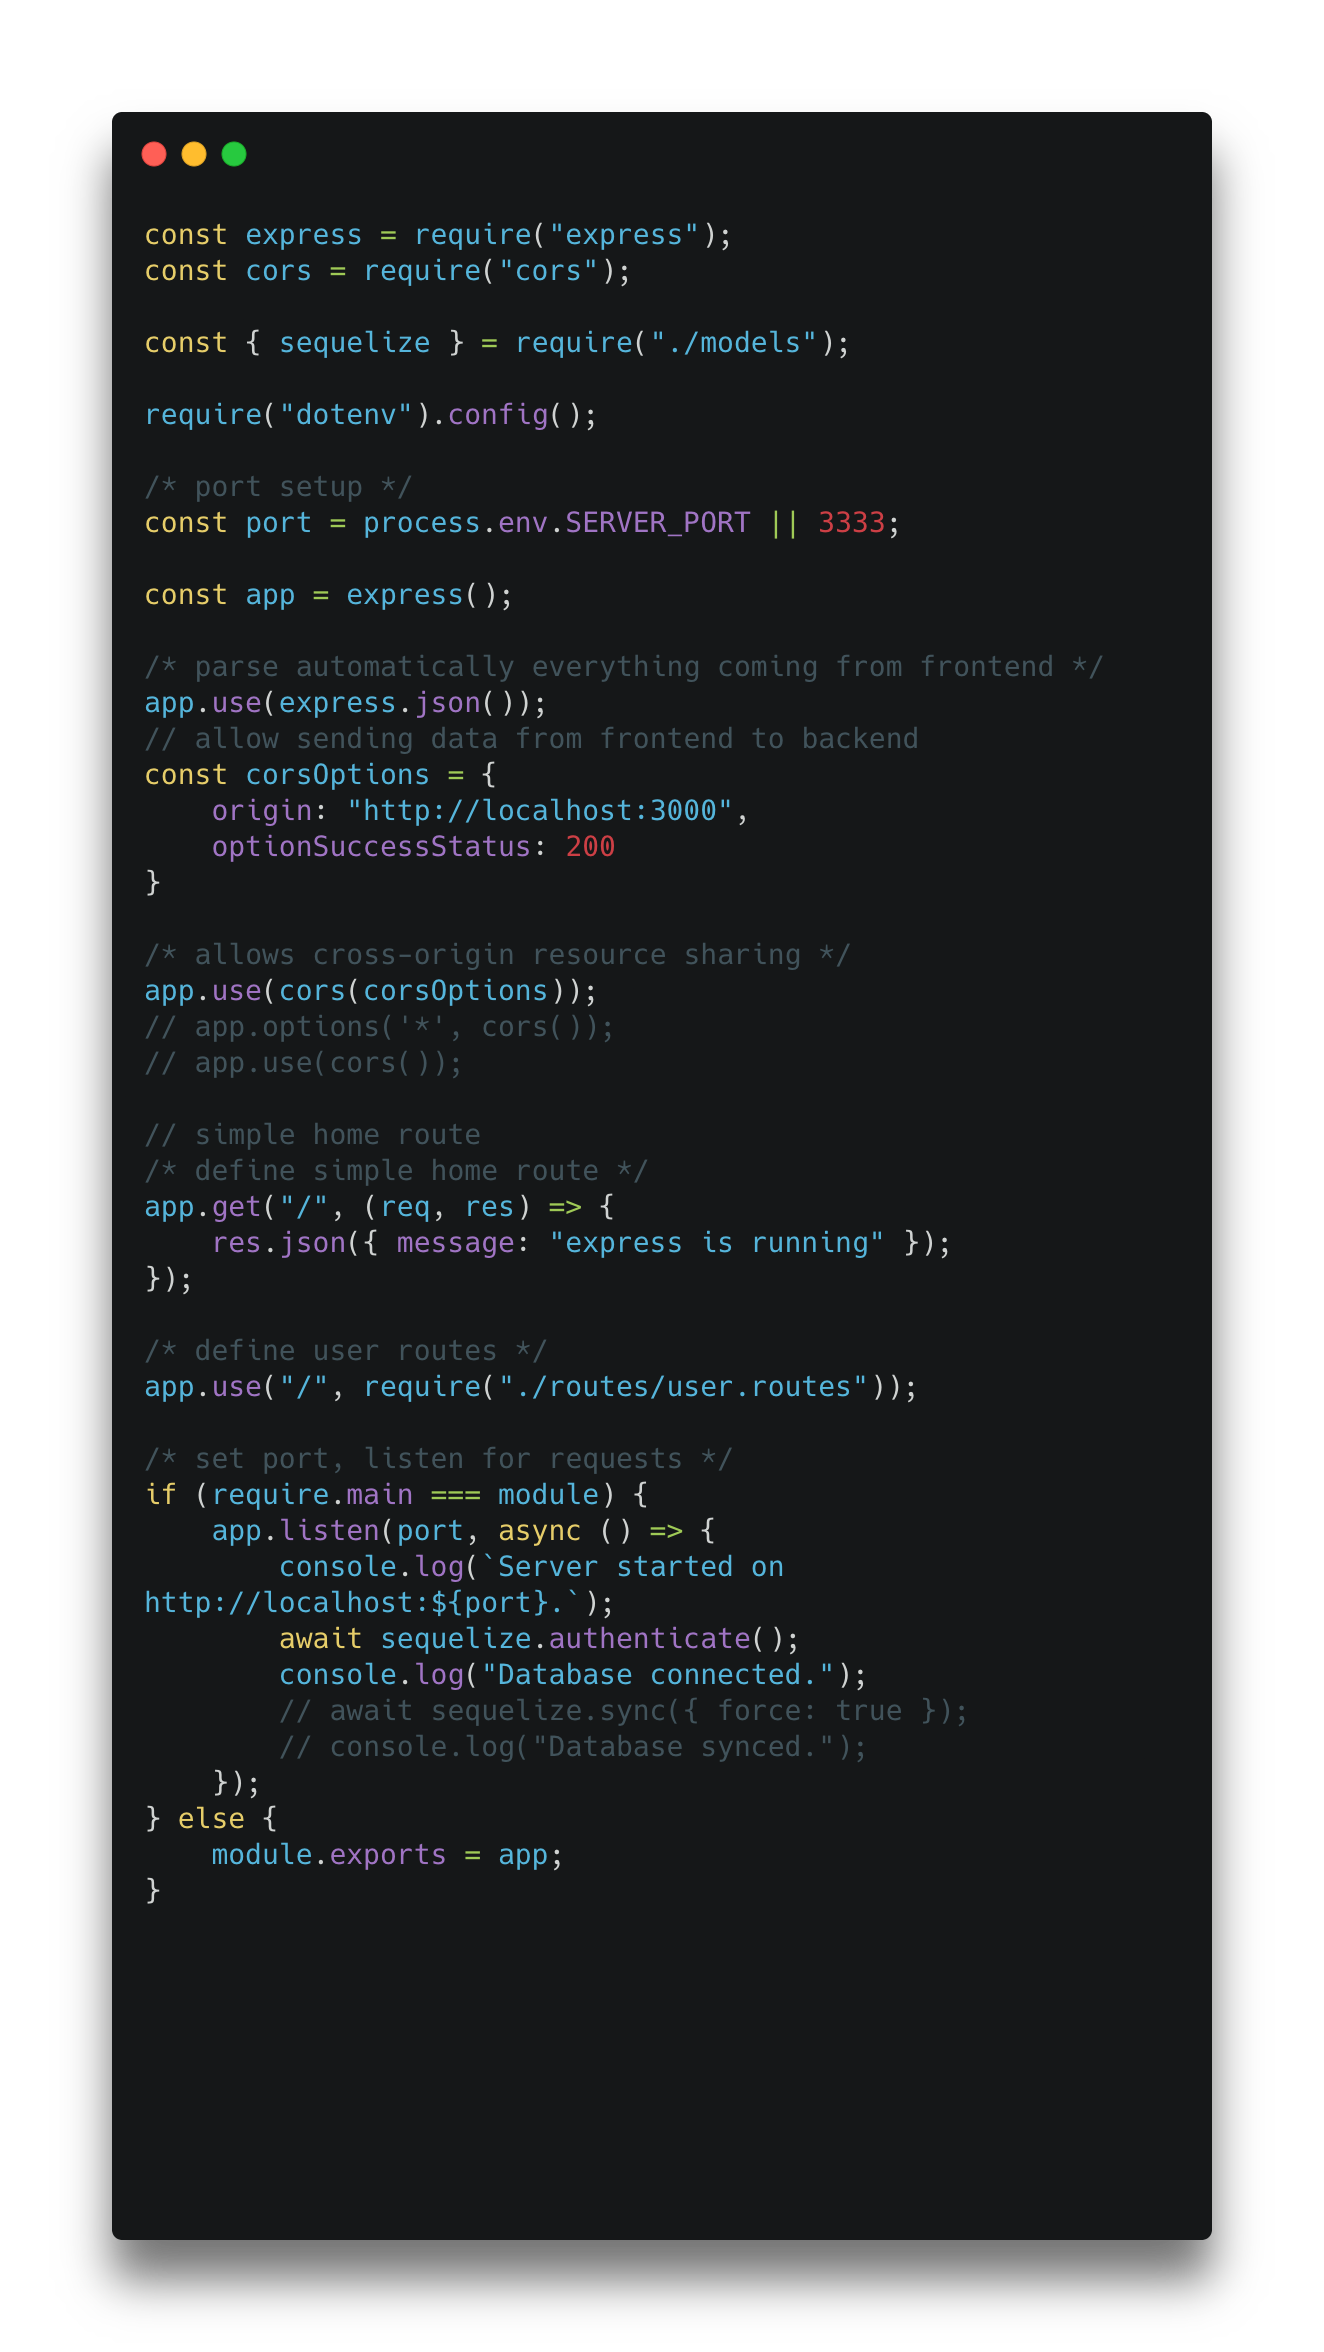 const express = require("express");
const cors = require("cors");

const { sequelize } = require("./models");

require("dotenv").config();

/* port setup */
const port = process.env.SERVER_PORT || 3333;

const app = express();

/* parse automatically everything coming from frontend */
app.use(express.json());
// allow sending data from frontend to backend
const corsOptions = {
    origin: "http://localhost:3000",
    optionSuccessStatus: 200
}

/* allows cross-origin resource sharing */
app.use(cors(corsOptions));
// app.options('*', cors());
// app.use(cors());

// simple home route
/* define simple home route */
app.get("/", (req, res) => {
    res.json({ message: "express is running" });
});

/* define user routes */
app.use("/", require("./routes/user.routes"));

/* set port, listen for requests */
if (require.main === module) {
    app.listen(port, async () => {
        console.log(`Server started on
http://localhost:${port}.`);
        await sequelize.authenticate();
        console.log("Database connected.");
        // await sequelize.sync({ force: true });
        // console.log("Database synced.");
    });
} else {
    module.exports = app;
}